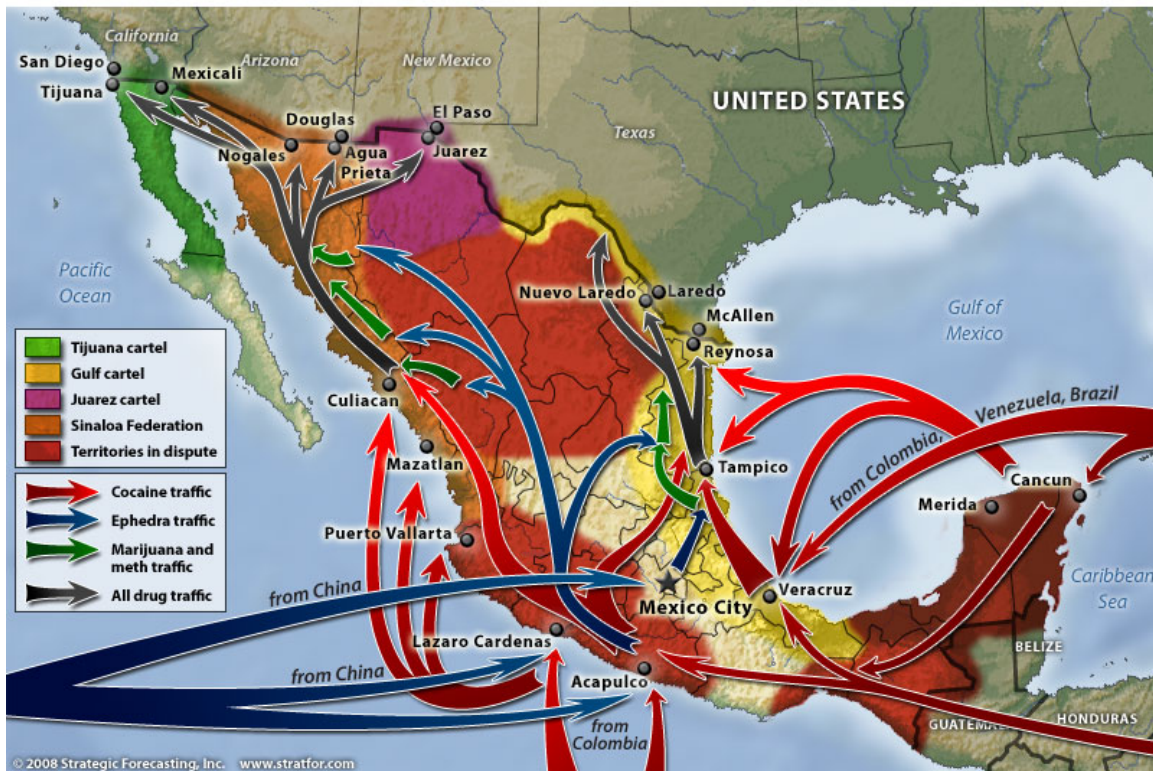 California
San Diego
Tijuana
Mexicali
Arizona
New Mexico
Douglas
El Paso
Nogales
Agua
Prieta
Juarez
Texas
UNITED STATES
Pacific
Ocean
Nuevo Laredo
Laredo
McAllen
Reynosa
Gulf of
Mexico
Tijuana cartel
Gulf cartel
Juarez cartel
Sinaloa Federation
Territories in dispute
Cocaine traffic
Ephedra traffic
Marijuana and
meth traffic
All drug traffic
Culiacan
Mazatlan
Puerto Vallarta
Tampico
from Colombia, Venezuela, Brazil
Cancun
Merida
from China
Mexico City
Veracruz
Caribbean
Sea
Lazaro Cardenas
from China
Acapulco
from
Colombia
BELIZE
GUATEMALA
HONDURAS
© 2008 Strategic Forecasting, Inc. www.stratfor.com